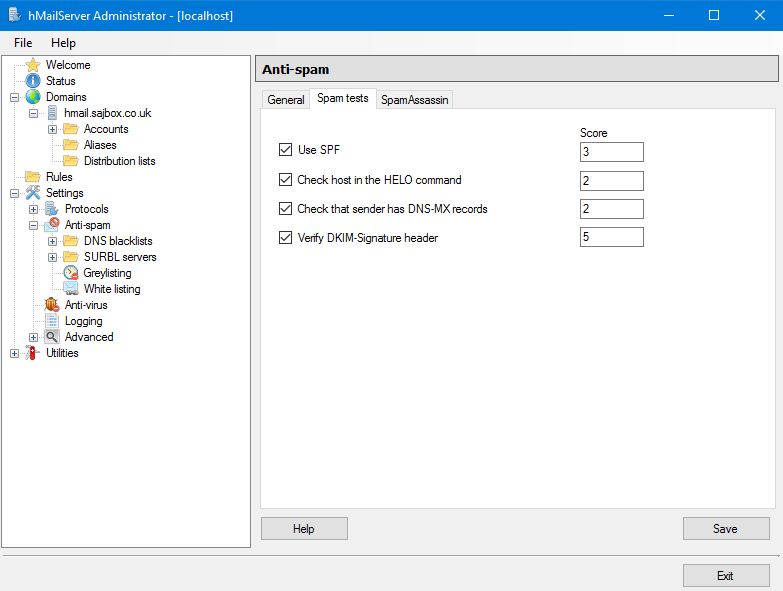 hMailServer Administrator - [localhost]
File Help
Welcome
Status
Domains
hmail.sajbox.co.uk
Accounts
Aliases
Distribution lists
Rules
Settings
Protocols
Anti-spam
DNS blacklists
SURBL servers
Greylisting
White listing
Anti-virus
Logging
Advanced
Utilities
Anti-spam
General Spam tests SpamAssassin
Score
Use SPF 3
Check host in the HELO command 2
Check that sender has DNS-MX records 2
Verify DKIM-Signature header 5
Help Save
Exit